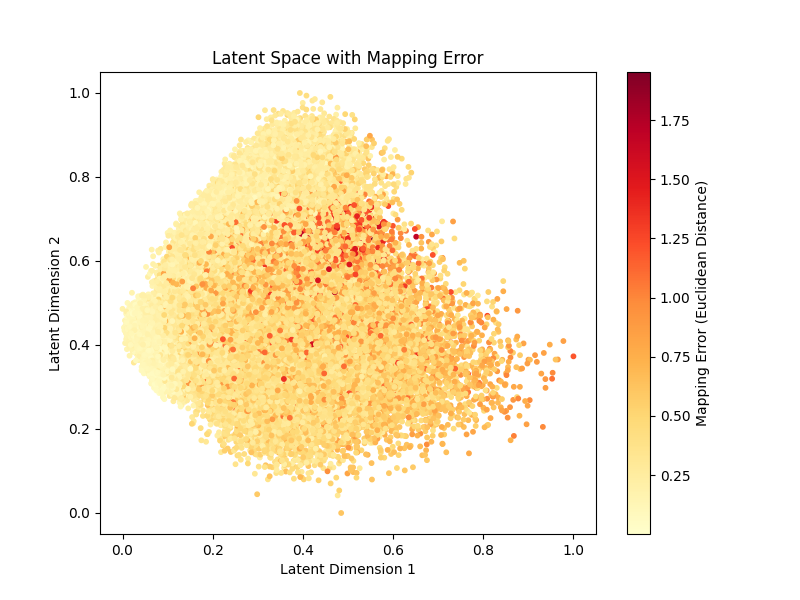 Latent Space with Mapping Error
1.0
0.8
0.6
0.4
0.2
0.0
Latent Dimension 2
0.0 0.2 0.4 0.6 0.8 1.0
Latent Dimension 1
1.75
1.50
1.25
1.00
0.75
0.50
0.25
Mapping Error (Euclidean Distance)